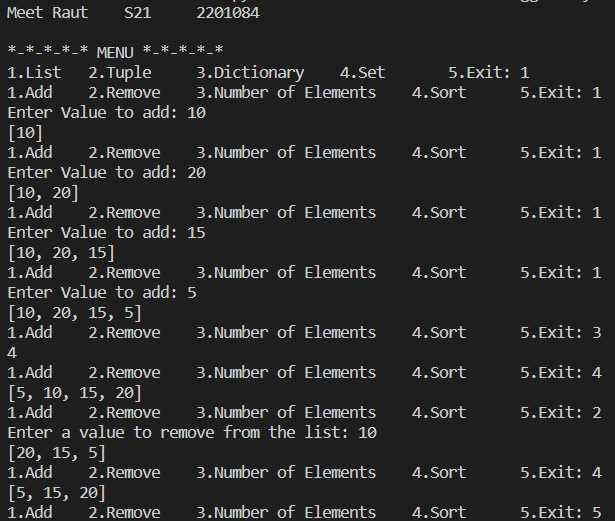 Meet Raut    S21     2201084
*-*-*-*-* MENU *-*-*-*-*
1.List   2.Tuple     3.Dictionary    4.Set       5.Exit: 1
1.Add    2.Remove    3.Number of Elements    4.Sort      5.Exit: 1
Enter Value to add: 10
[10]
1.Add    2.Remove    3.Number of Elements    4.Sort      5.Exit: 1
Enter Value to add: 20
[10, 20]
1.Add    2.Remove    3.Number of Elements    4.Sort      5.Exit: 1
Enter Value to add: 15
[10, 20, 15]
1.Add    2.Remove    3.Number of Elements    4.Sort      5.Exit: 1
Enter Value to add: 5
[10, 20, 15, 5]
1.Add    2.Remove    3.Number of Elements    4.Sort      5.Exit: 3
4
1.Add    2.Remove    3.Number of Elements    4.Sort      5.Exit: 4
[5, 10, 15, 20]
1.Add    2.Remove    3.Number of Elements    4.Sort      5.Exit: 2
Enter a value to remove from the list: 10
[20, 15, 5]
1.Add    2.Remove    3.Number of Elements    4.Sort      5.Exit: 4
[5, 15, 20]
1.Add    2.Remove    3.Number of Elements    4.Sort      5.Exit: 5